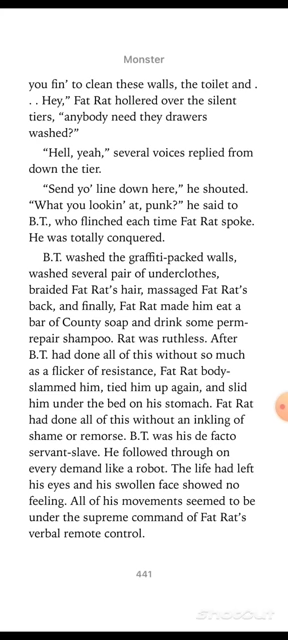 Monster
you fin’ to clean these walls, the toilet and .
. . Hey,” Fat Rat hollered over the silent
tiers, “anybody need they drawers
washed?”
“Hell, yeah,” several voices replied from
down the tier.
“Send yo’ line down here,” he shouted.
“What you lookin’ at, punk?” he said to
B.T., who flinched each time Fat Rat spoke.
He was totally conquered.
B.T. washed the graffiti-packed walls,
washed several pair of underclothes,
braided Fat Rat’s hair, massaged Fat Rat’s
back, and finally, Fat Rat made him eat a
bar of County soap and drink some perm-
repair shampoo. Rat was ruthless. After
B.T. had done all of this without so much
as a flicker of resistance, Fat Rat body-
slammed him, tied him up again, and slid
him under the bed on his stomach. Fat Rat
had done all of this without an inkling of
shame or remorse. B.T. was his de facto
servant-slave. He followed through on
every demand like a robot. The life had left
his eyes and his swollen face showed no
feeling. All of his movements seemed to be
under the supreme command of Fat Rat’s
verbal remote control.
441
ShotCut